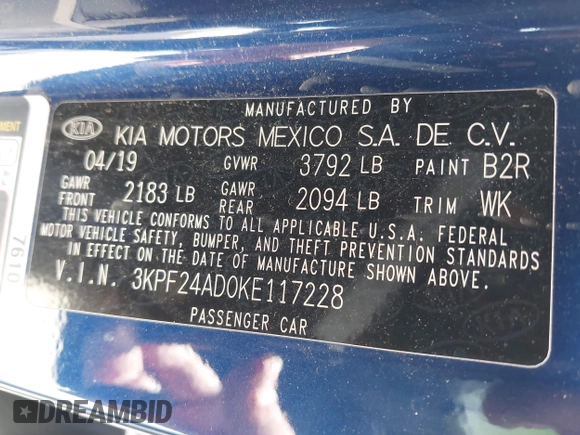 MANUFACTURED BY
KIA KIA MOTORS MEXICO S.A. DE C.V.
04/19 GVWR 3792 LB PAINT B2R
GAWR FRONT 2183 LB GAWR REAR 2094 LB TRIM WK
THIS VEHICLE CONFORMS TO ALL APPLICABLE U.S.A. FEDERAL
MOTOR VEHICLE SAFETY, BUMPER, AND THEFT PREVENTION STANDARDS
IN EFFECT ON THE DATE OF MANUFACTURE SHOWN ABOVE.
V.I.N. 3KPF24AD0KE117228
PASSENGER CAR
7610
DREAMBID